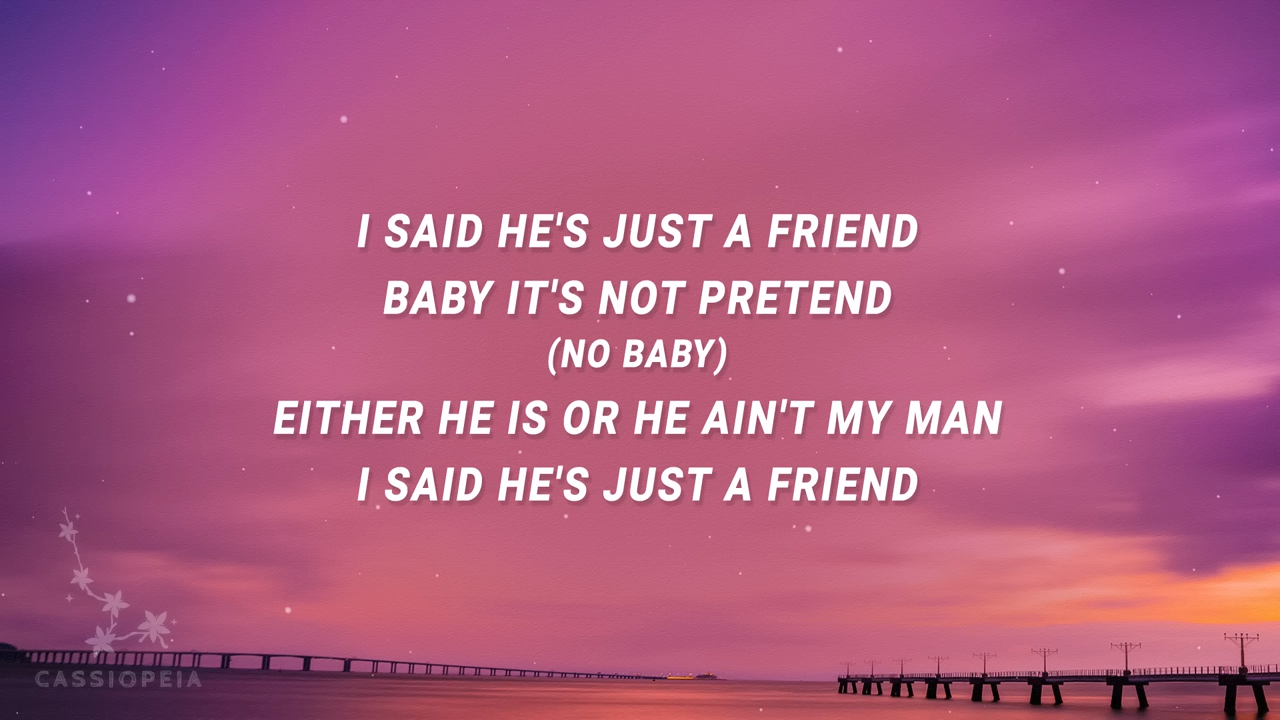 I SAID HE'S JUST A FRIEND
BABY IT'S NOT PRETEND
(NO BABY)
EITHER HE IS OR HE AIN'T MY MAN
I SAID HE'S JUST A FRIEND
CASSIOPEIA